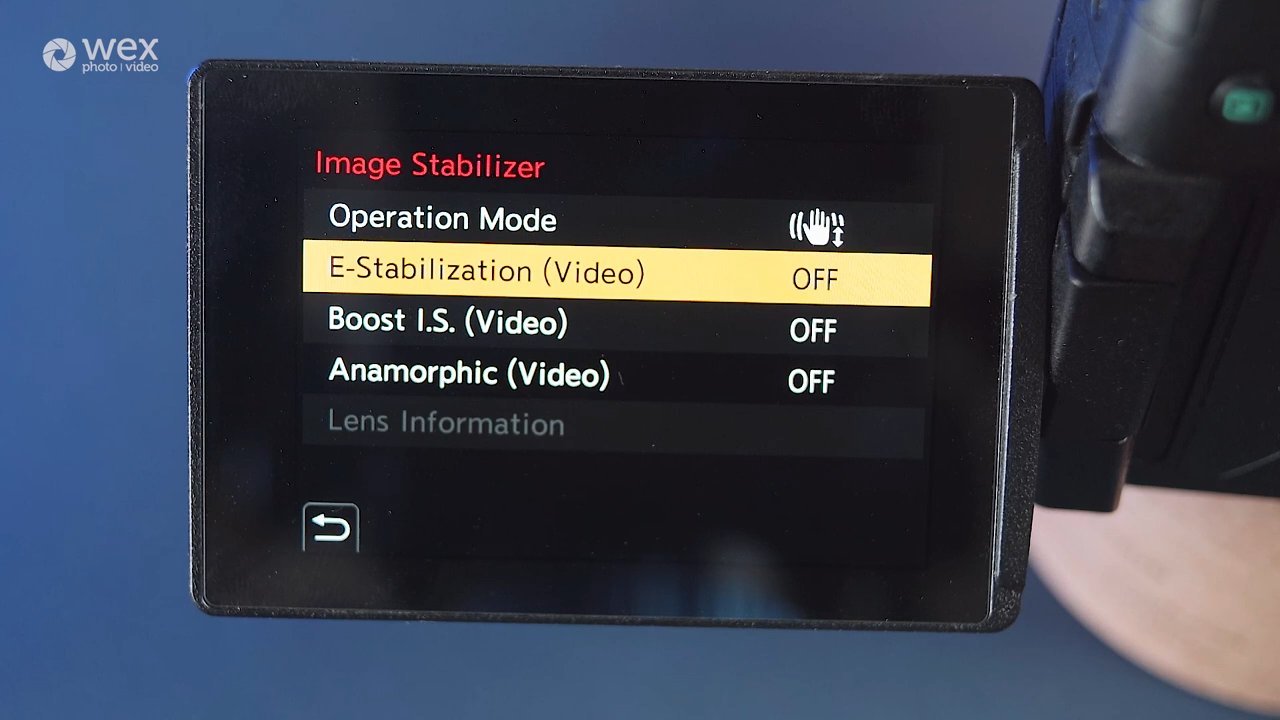 wex
photo | video
Image Stabilizer
Operation Mode
E-Stabilization (Video) OFF
Boost I.S. (Video) OFF
Anamorphic (Video) OFF
Lens Information